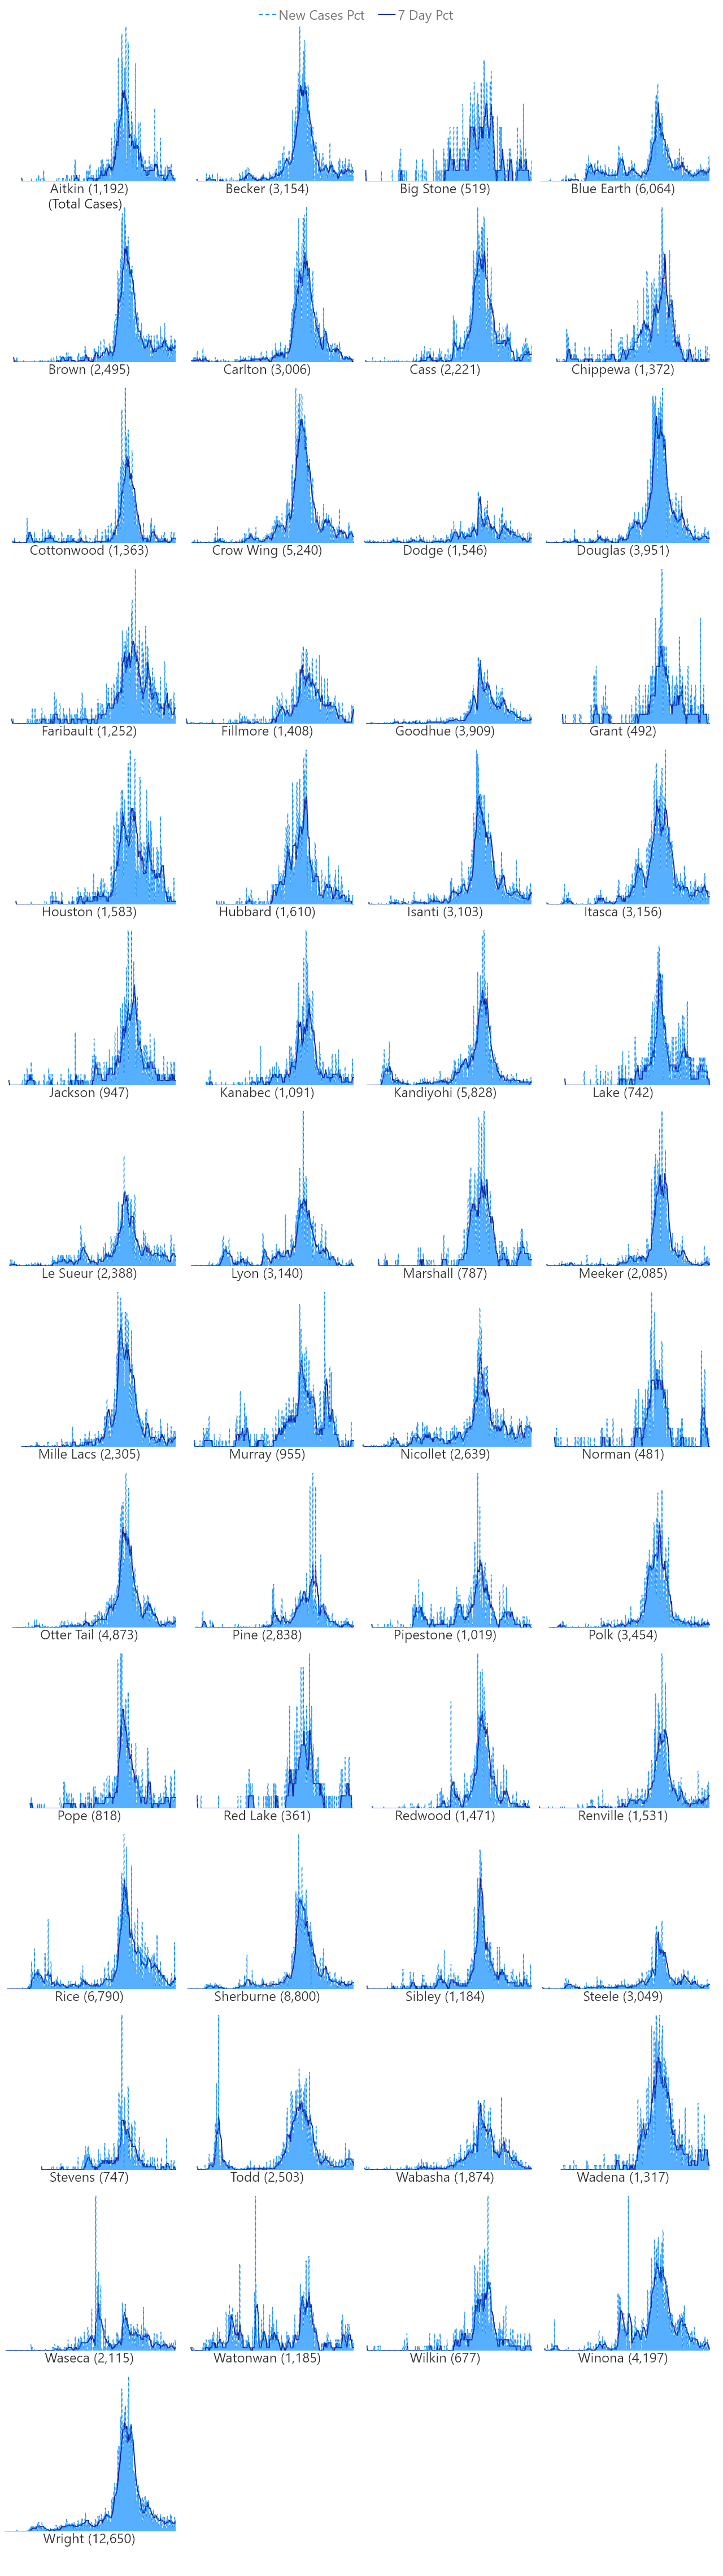 New Cases Pct 7 Day Pct
Aitkin (1,192) Becker (3,154) Big Stone (519) Blue Earth (6,064)
(Total Cases)
Brown (2,495) Carlton (3,006) Cass (2,221) Chippewa (1,372)
Cottonwood (1,363) Crow Wing (5,240) Dodge (1,546) Douglas (3,951)
Faribault (1,252) Fillmore (1,408) Goodhue (3,909) Grant (492)
Houston (1,583) Hubbard (1,610) Isanti (3,103) Itasca (3,156)
Jackson (947) Kanabec (1,091) Kandiyohi (5,828) Lake (742)
Le Sueur (2,388) Lyon (3,140) Marshall (787) Meeker (2,085)
Mille Lacs (2,305) Murray (955) Nicollet (2,639) Norman (481)
Otter Tail (4,873) Pine (2,838) Pipestone (1,019) Polk (3,454)
Pope (818) Red Lake (361) Redwood (1,471) Renville (1,531)
Rice (6,790) Sherburne (8,800) Sibley (1,184) Steele (3,049)
Stevens (747) Todd (2,503) Wabasha (1,874) Wadena (1,317)
Waseca (2,115) Watonwan (1,185) Wilkin (677) Winona (4,197)
Wright (12,650)